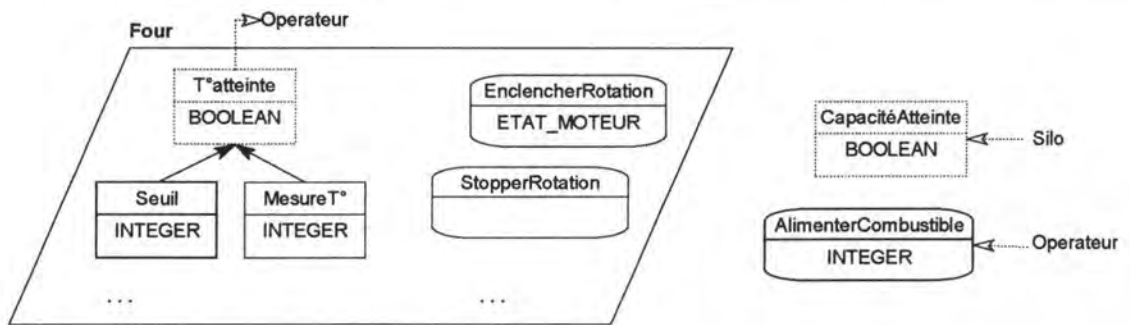 Operateur
Four
T°atteinte
BOOLEAN
EnclencherRotation
ETAT_MOTEUR
CapacitéAtteinte
BOOLEAN
Silo
Seuil
INTEGER
MesureT°
INTEGER
StopperRotation
AlimenterCombustible
INTEGER
Operateur
...
...